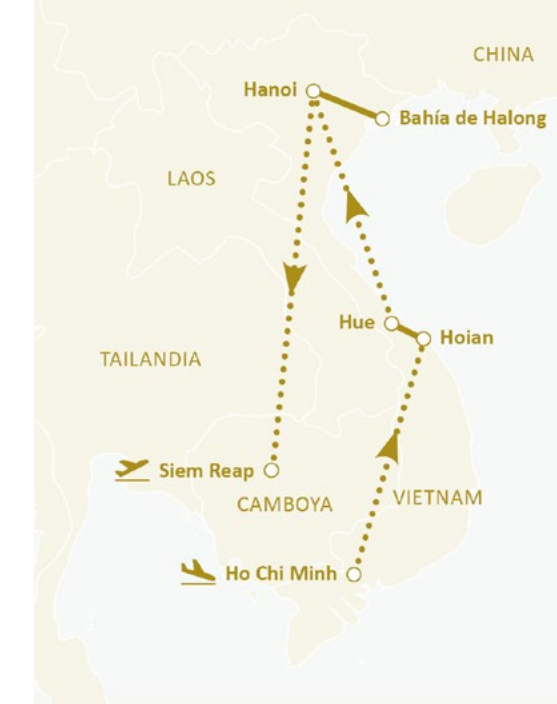 CHINA
Hanoi
Bahía de Halong
LAOS
Hue
Hoian
TAILANDIA
Siem Reap
CAMBOYA
VIETNAM
Ho Chi Minh